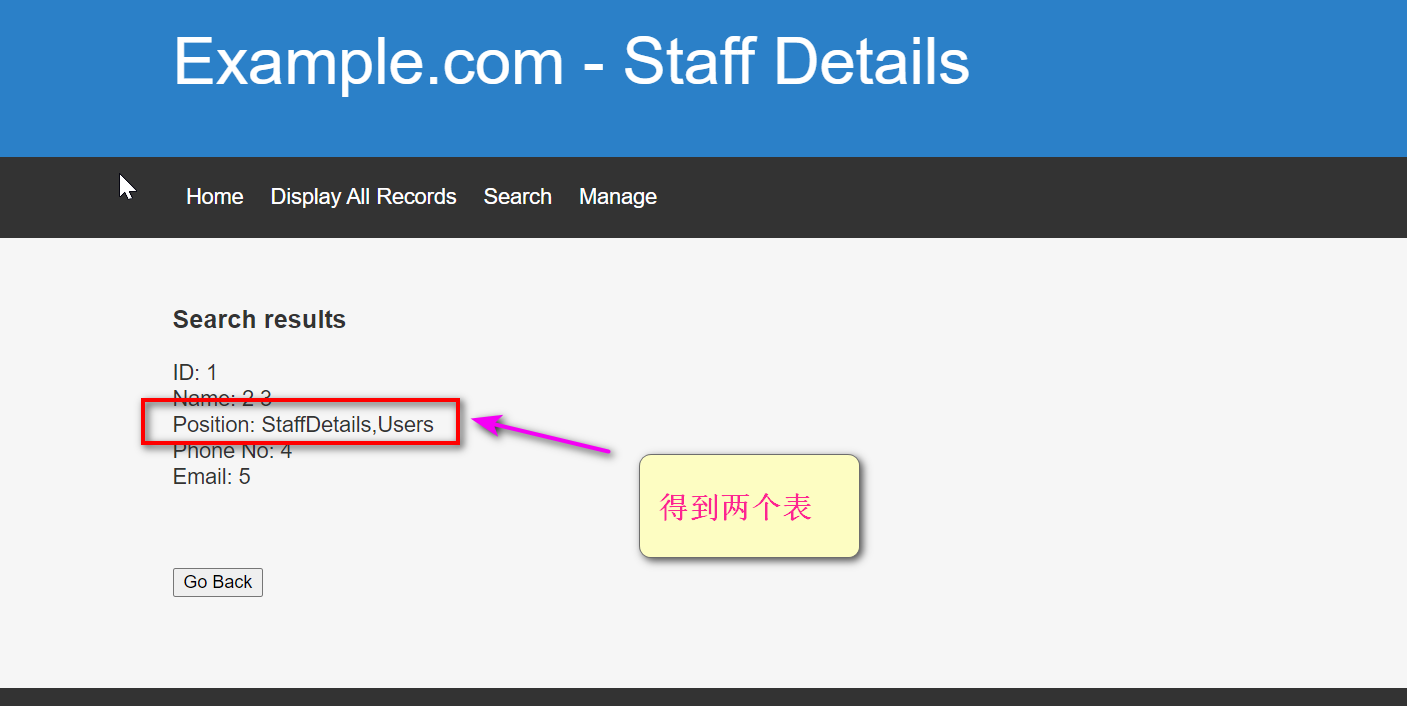 Example.com - Staff Details
Home Display All Records Search Manage
Search results
ID: 1
Name: 2 3
Position: StaffDetails,Users
Phone No: 4
Email: 5
得到两个表
Go Back